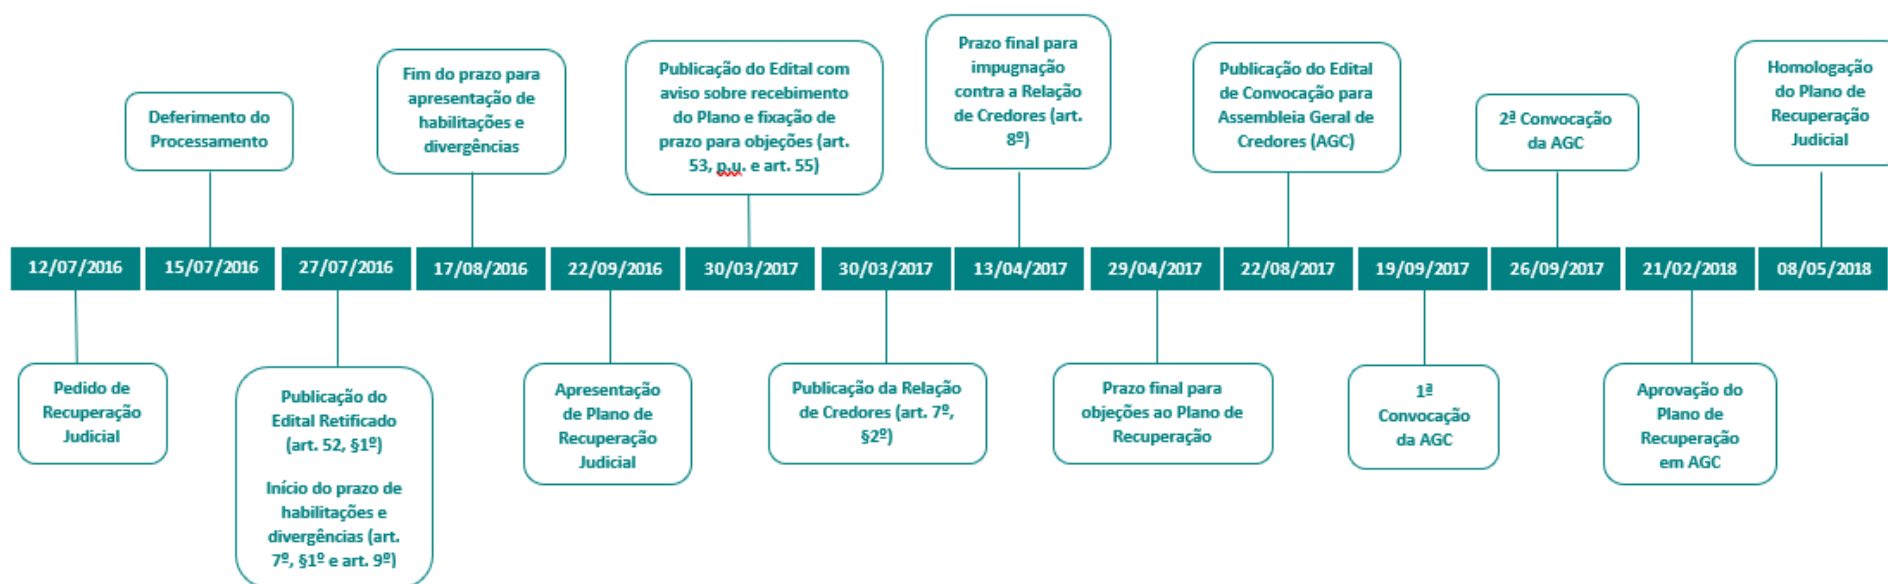 Deferimento do
Processamento
Fim do prazo para
apresentação de
habilitações e
divergências
Publicação do Edital com
aviso sobre recebimento
do Plano e fixação de
prazo para objeções (art.
53, p.u. e art. 55)
Prazo final para
impugnação
contra a Relação
de Credores (art.
8º)
Publicação do Edital
de Convocação para
Assembleia Geral de
Credores (AGC)
2ª Convocação
da AGC
Homologação
do Plano de
Recuperação
Judicial
12/07/2016
15/07/2016
27/07/2016
17/08/2016
22/09/2016
30/03/2017
30/03/2017
13/04/2017
29/04/2017
22/08/2017
19/09/2017
26/09/2017
21/02/2018
08/05/2018
Pedido de
Recuperação
Judicial
Publicação do
Edital Retificado
(art. 52, §1º)
Início do prazo de
habilitações e
divergências (art.
7º, §1º e art. 9º)
Apresentação
de Plano de
Recuperação
Judicial
Publicação da Relação
de Credores (art. 7º,
§2º)
Prazo final para
objeções ao Plano de
Recuperação
1ª
Convocação
da AGC
Aprovação do
Plano de
Recuperação
em AGC